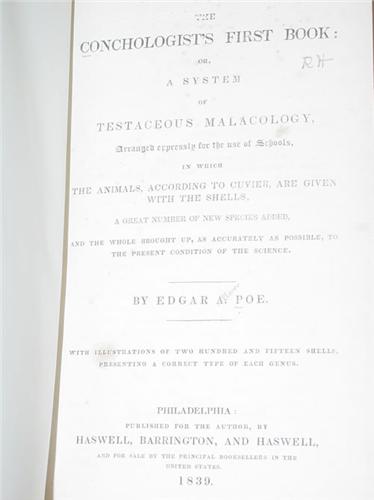 THE
CONCHOLOGIST'S FIRST BOOK:
OR,
A SYSTEM
OF
TESTACEOUS MALACOLOGY,
Arranged expressly for the use of Schools,
IN WHICH
THE ANIMALS, ACCORDING TO CUVIER, ARE GIVEN
WITH THE SHELLS,
A GREAT NUMBER OF NEW SPECIES ADDED,
AND THE WHOLE BROUGHT UP, AS ACCURATELY AS POSSIBLE, TO
THE PRESENT CONDITION OF THE SCIENCE.
BY EDGAR A. POE.
WITH ILLUSTRATIONS OF TWO HUNDRED AND FIFTEEN SHELLS,
PRESENTING A CORRECT TYPE OF EACH GENUS.
PHILADELPHIA:
PUBLISHED FOR THE AUTHOR, BY
HASWELL, BARRINGTON, AND HASWELL,
AND FOR SALE BY THE PRINCIPAL BOOKSELLERS IN THE
UNITED STATES.
1839.